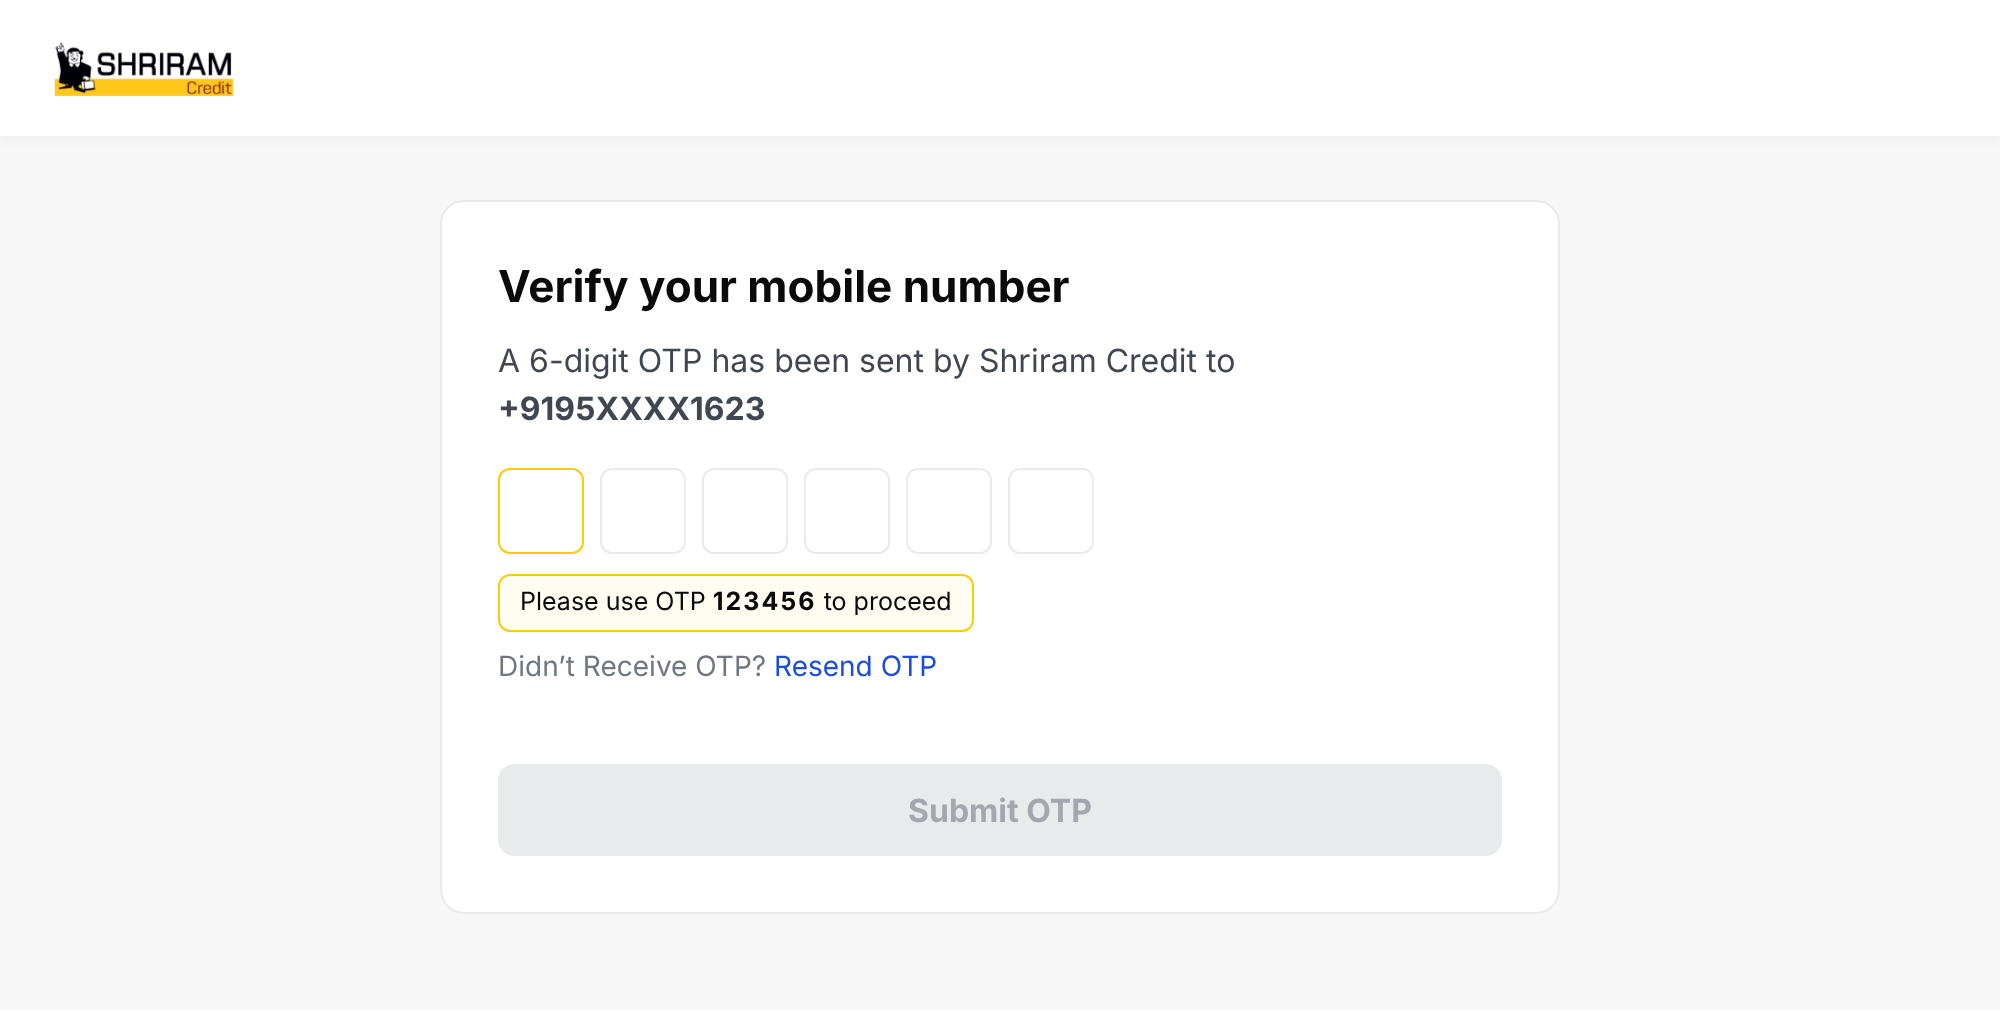 SHRIRAM
Credit
Verify your mobile number
A 6-digit OTP has been sent by Shriram Credit to
+9195XXXX1623
Please use OTP 123456 to proceed
Didn’t Receive OTP? Resend OTP
Submit OTP